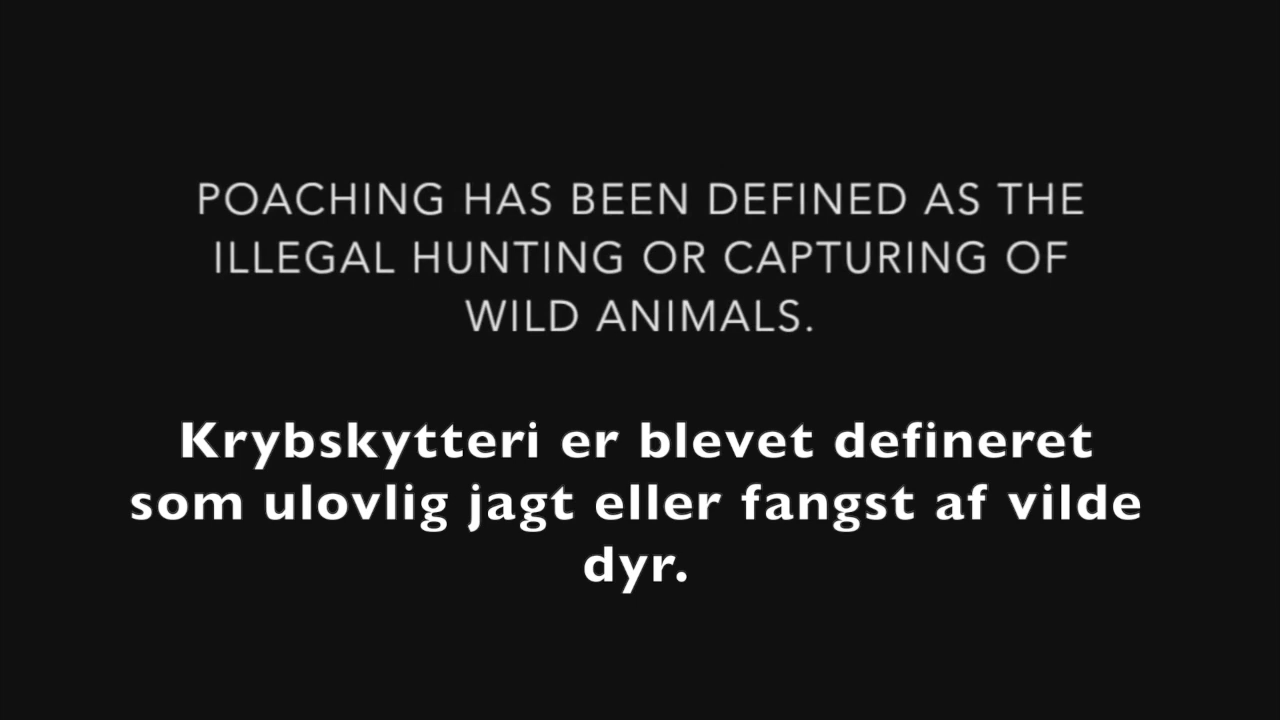 POACHING HAS BEEN DEFINED AS THE
ILLEGAL HUNTING OR CAPTURING OF
WILD ANIMALS.
Krybskytteri er blevet defineret
som ulovlig jagt eller fangst af vilde
dyr.